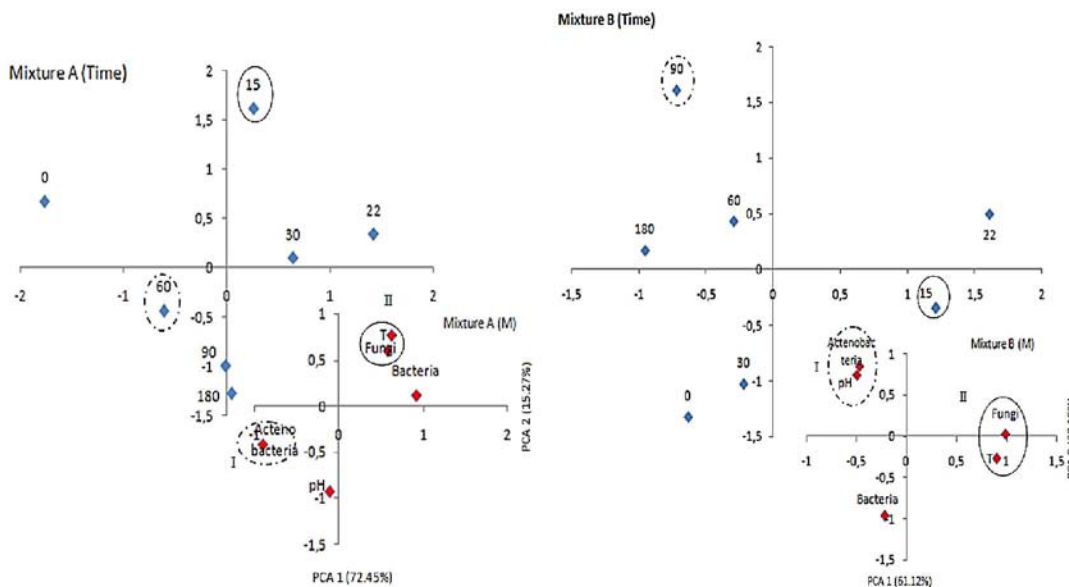 Mixture A (Time)
2
15
1,5
0
1
22
0,5
30
0
-2
-1
0
1
2
60
-0,5
II
Mixture A (M)
1
T
90
-1
0,5
Fungi
Bacteria
180
-1,5
0
0
1
2
Acteno
bacteria
-0,5
I
pH
-1
-1,5
PCA 2 (15.27%)
PCA 1 (72.45%)
Mixture B (Time)
2
90
1,5
1
60
0,5
180
22
0
-1,5
-1
-0,5
0
0,5
1
1,5
2
15
-0,5
Acteenobac
teria
Mixture B (M)
I
pH
1
30
-1
0,5
II
Fungi
0
-1,5
0
-1
-0,5
0
0,5
T
1
1,5
-0,5
Bacteria
-1
-1,5
PCA 1 (61.12%)